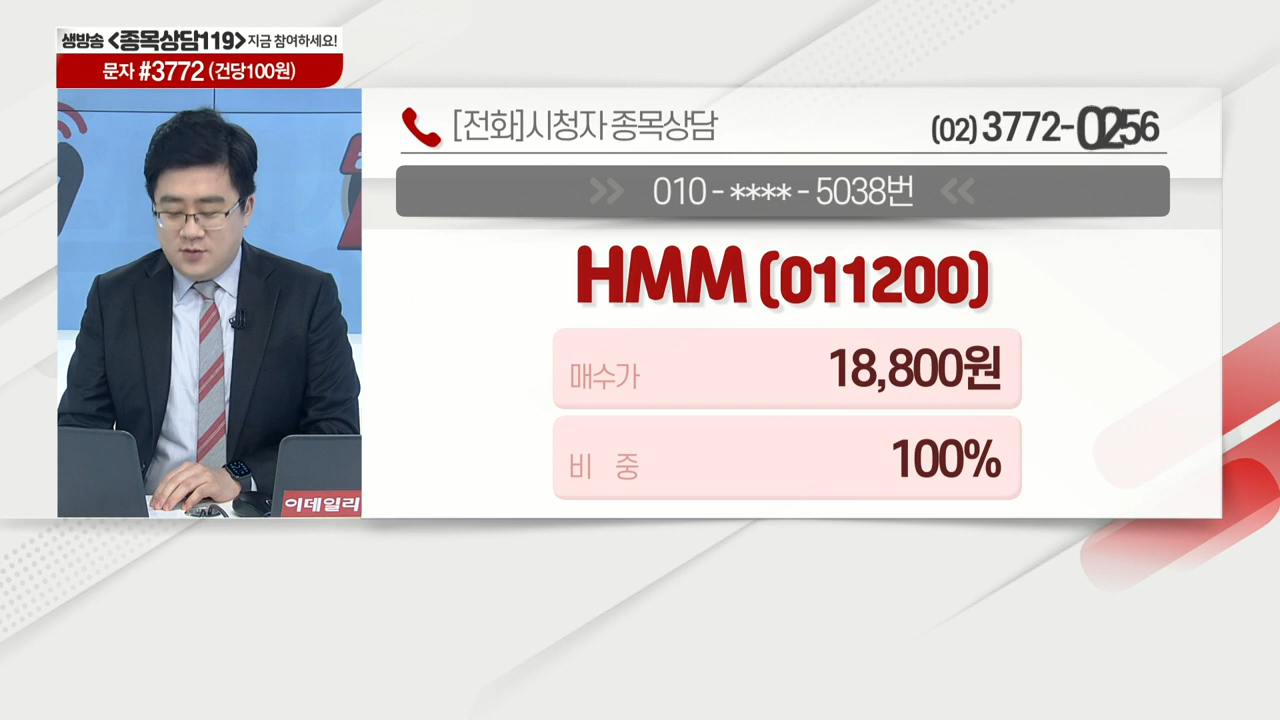 생방송 <종목상담119> 지금 참여하세요!
문자 #3772 (건당100원)
[전화]시청자 종목상담
(02) 3772-0256
010 - **** - 5038번
HMM (011200)
매수가 18,800원
비 중 100%
이데일리